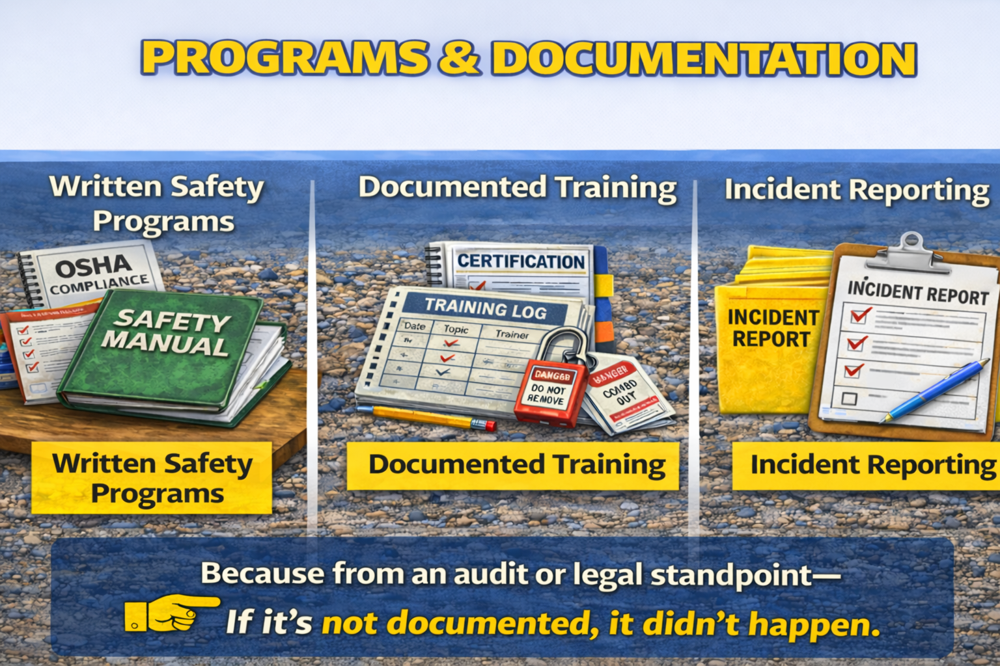 PROGRAMS & DOCUMENTATION
Written Safety
Programs
OSHA
COMPLIANCE
SAFETY
MANUAL
Written Safety
Programs
Documented Training
CERTIFICATION
TRAINING LOG
Date Topic Trainer
DANGER
DO NOT
REMOVE
DANGER
OUT
Documented Training
Incident Reporting
INCIDENT
REPORT
INCIDENT REPORT
Incident Reporting
Because from an audit or legal standpoint—
If it's not documented, it didn't happen.